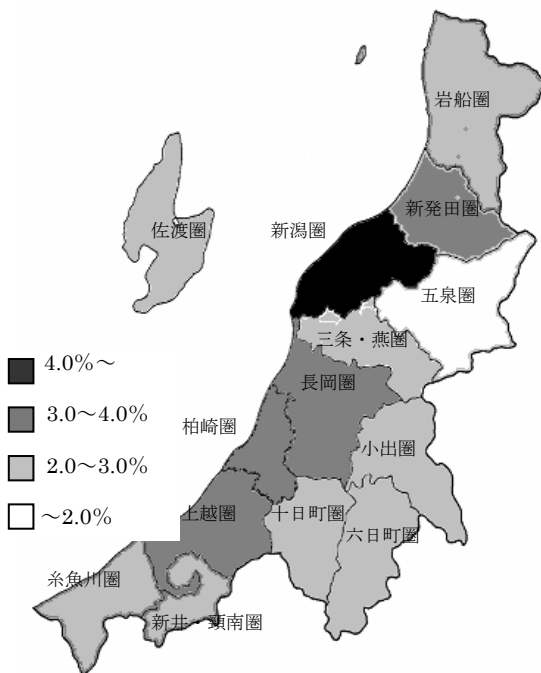 岩船圏
新発田圏
佐渡圏
新潟圏
五泉圏
三条・燕圏
長岡圏
柏崎圏
小出圏
上越圏
十日町圏
六日町圏
糸魚川圏
新井・頸南圏
4.0%～
3.0～4.0%
2.0～3.0%
～2.0%